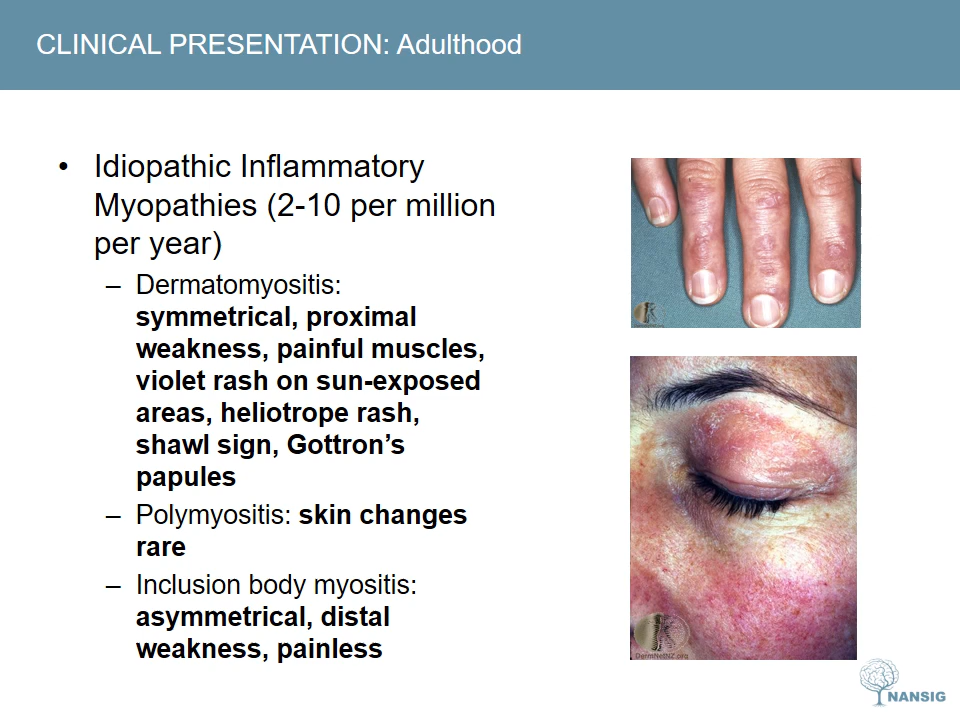 CLINICAL PRESENTATION: Adulthood
• Idiopathic Inflammatory
Myopathies (2-10 per million
per year)
– Dermatomyositis:
symmetrical, proximal
weakness, painful muscles,
violet rash on sun-exposed
areas, heliotrope rash,
shawl sign, Gottron’s
papules
– Polymyositis: skin changes
rare
– Inclusion body myositis:
asymmetrical, distal
weakness, painless
DermNetNZ.org
NANSIG